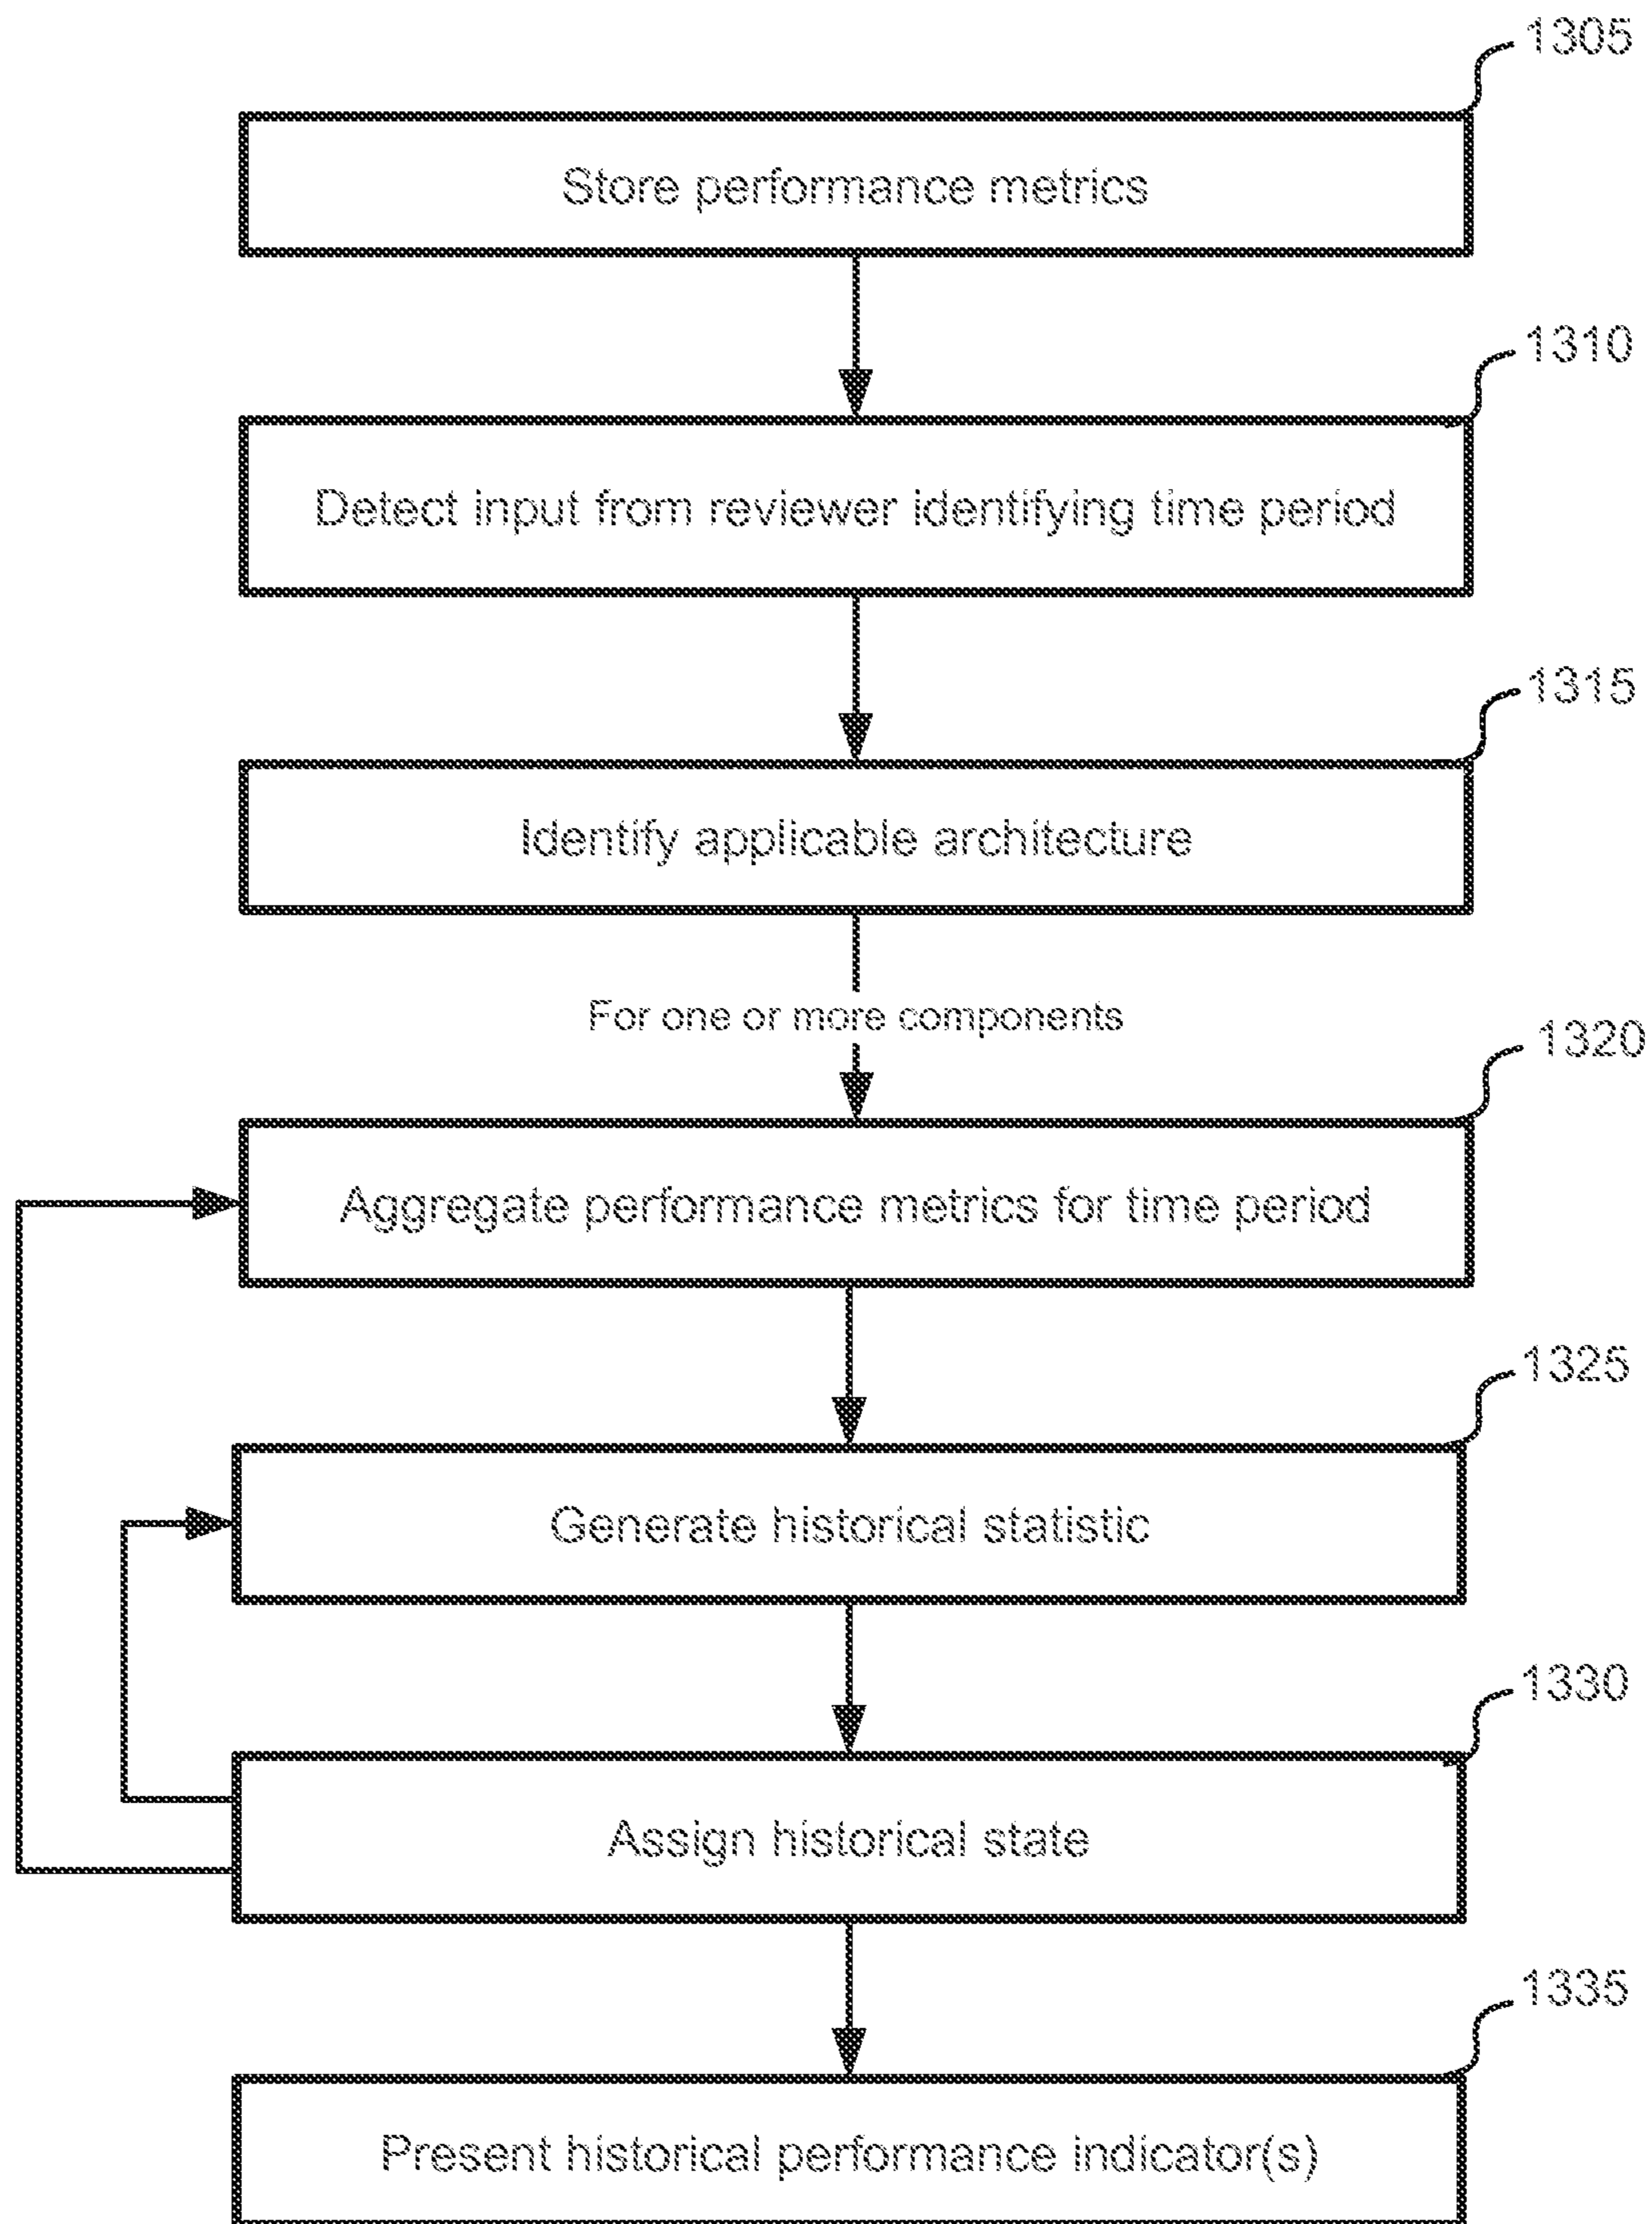 1305
Store performance metrics
1310
Detect input from reviewer identifying time period
1315
Identify applicable architecture
For one or more components
1320
Aggregate performance metrics for time period
1325
Generate historical statistic
1330
Assign historical state
1335
Present historical performance indicator(s)